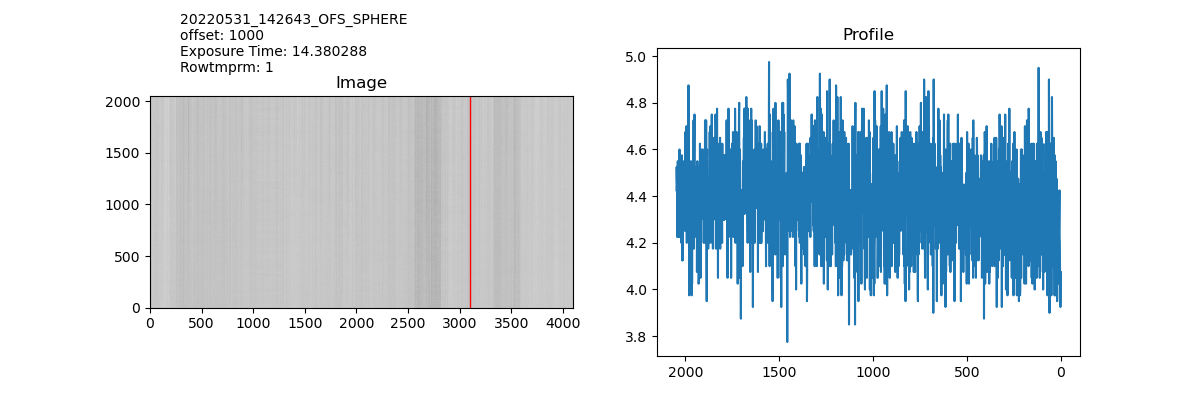 20220531_142643_OFS_SPHERE
offset: 1000
Exposure Time: 14.380288
Rowtmprm: 1
Image
2000
1500
1000
500
0
0 500 1000 1500 2000 2500 3000 3500 4000
Profile
5.0
4.8
4.6
4.4
4.2
4.0
3.8
2000 1500 1000 500 0